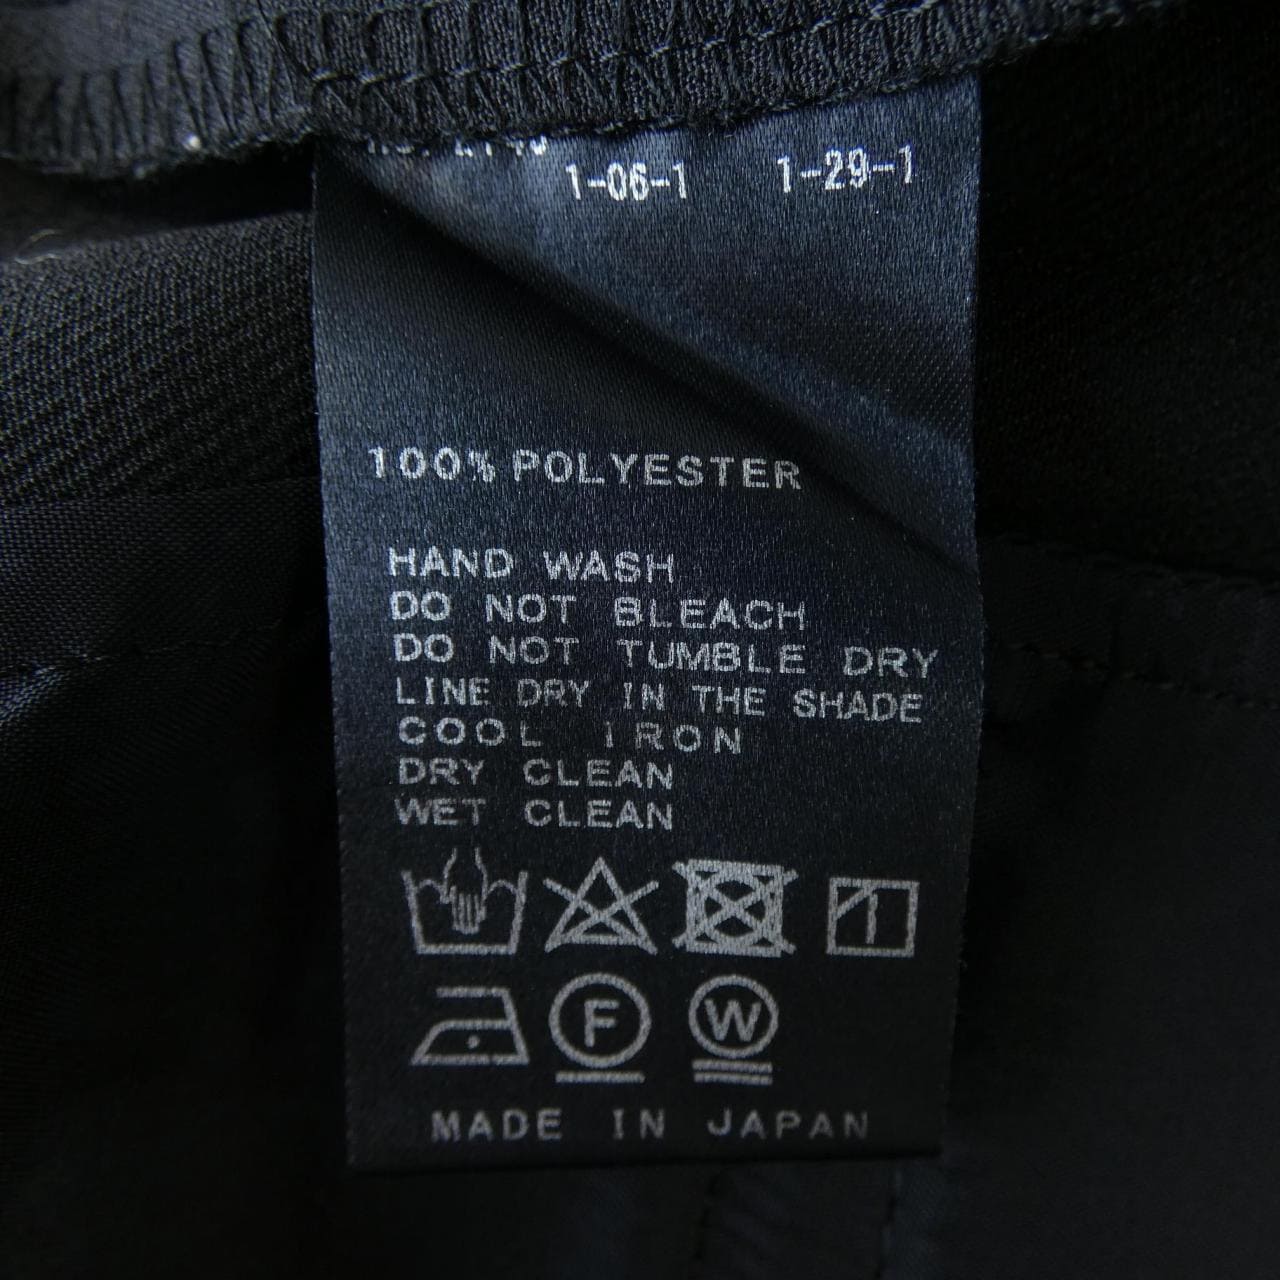 1-06-1 1-29-1
100% POLYESTER
HAND WASH
DO NOT BLEACH
DO NOT TUMBLE DRY
LINE DRY IN THE SHADE
COOL IRON
DRY CLEAN
WET CLEAN
F W
MADE IN JAPAN